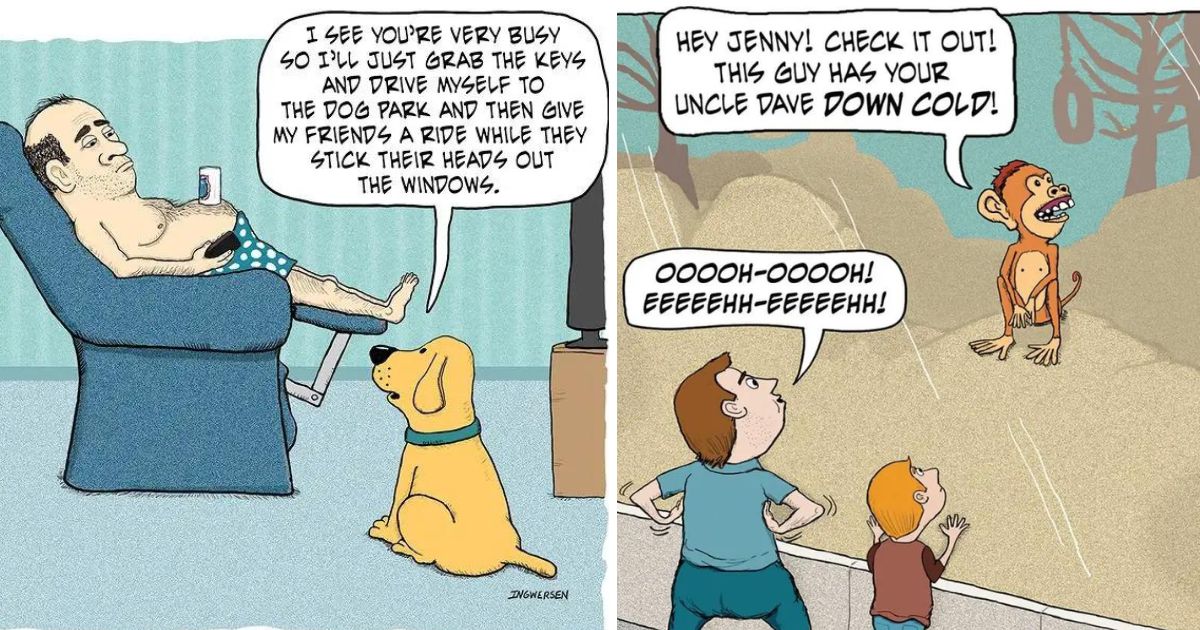 I SEE YOU'RE VERY BUSY
SO I'LL JUST GRAB THE KEYS
AND DRIVE MYSELF TO
THE DOG PARK AND THEN GIVE
MY FRIENDS A RIDE WHILE THEY
STICK THEIR HEADS OUT
THE WINDOWS.
INGWERSEN
HEY JENNY! CHECK IT OUT!
THIS GUY HAS YOUR
UNCLE DAVE DOWN COLD!
OOOOH-OOOOH!
EEEEEHH-EEEEEHH!